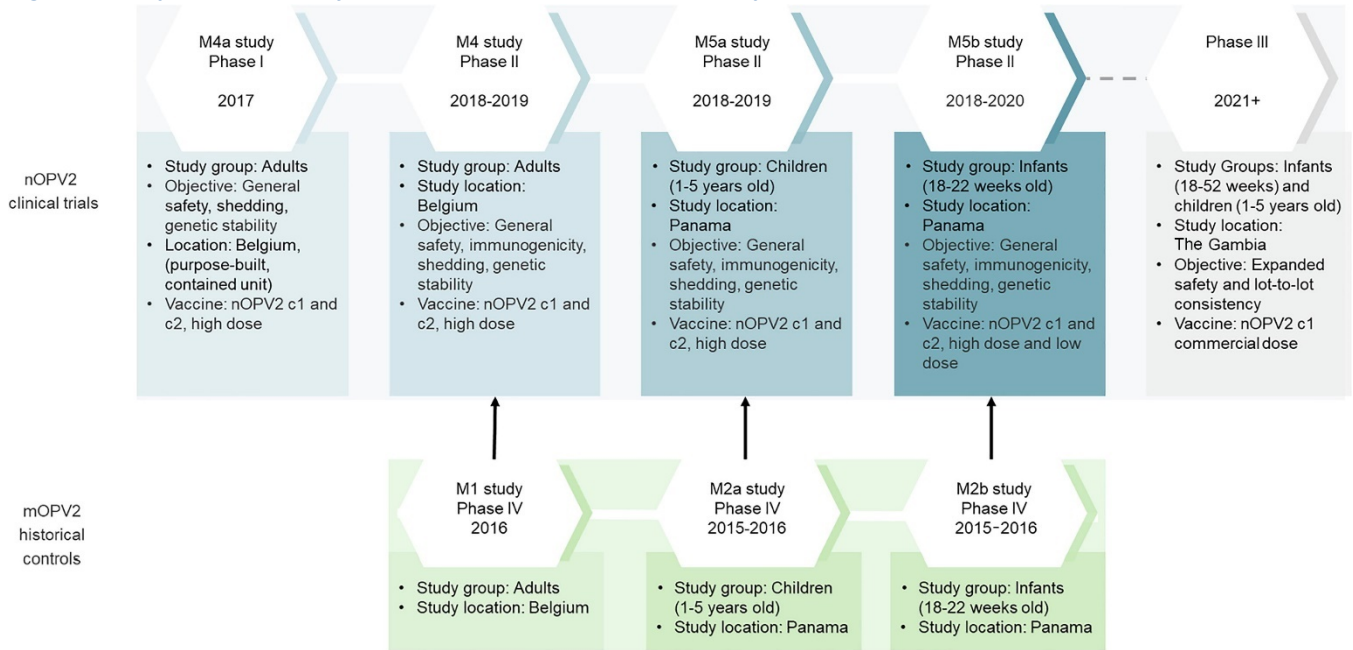 nOPV2
clinical trials
M4a study
Phase I
2017
• Study group: Adults
• Objective: General
safety, shedding,
genetic stability
• Location: Belgium,
(purpose-built,
contained unit)
• Vaccine: nOPV2 c1 and
c2, high dose
M4 study
Phase II
2018-2019
• Study group: Adults
• Study location:
Belgium
• Objective: General
safety, immunogenicity,
shedding, genetic
stability
• Vaccine: nOPV2 c1 and
c2, high dose
M5a study
Phase II
2018-2019
• Study group: Children
(1-5 years old)
• Study location:
Panama
• Objective: General
safety, immunogenicity,
shedding, genetic
stability
• Vaccine: nOPV2 c1 and
c2, high dose
M5b study
Phase II
2018-2020
• Study group: Infants
(18-22 weeks old)
• Study location:
Panama
• Objective: General
safety, immunogenicity,
shedding, genetic
stability
• Vaccine: nOPV2 c1 and
c2, high dose and low
dose
Phase III
2021+
• Study Groups: Infants
(18-52 weeks) and
children (1-5 years old)
• Study location:
The Gambia
• Objective: Expanded
safety and lot-to-lot
consistency
• Vaccine: nOPV2 c1
commercial dose
mOPV2
historical
controls
M1 study
Phase IV
2016
• Study group: Adults
• Study location: Belgium
M2a study
Phase IV
2015-2016
• Study group: Children
(1-5 years old)
• Study location: Panama
M2b study
Phase IV
2015-2016
• Study group: Infants
(18-22 weeks old)
• Study location: Panama